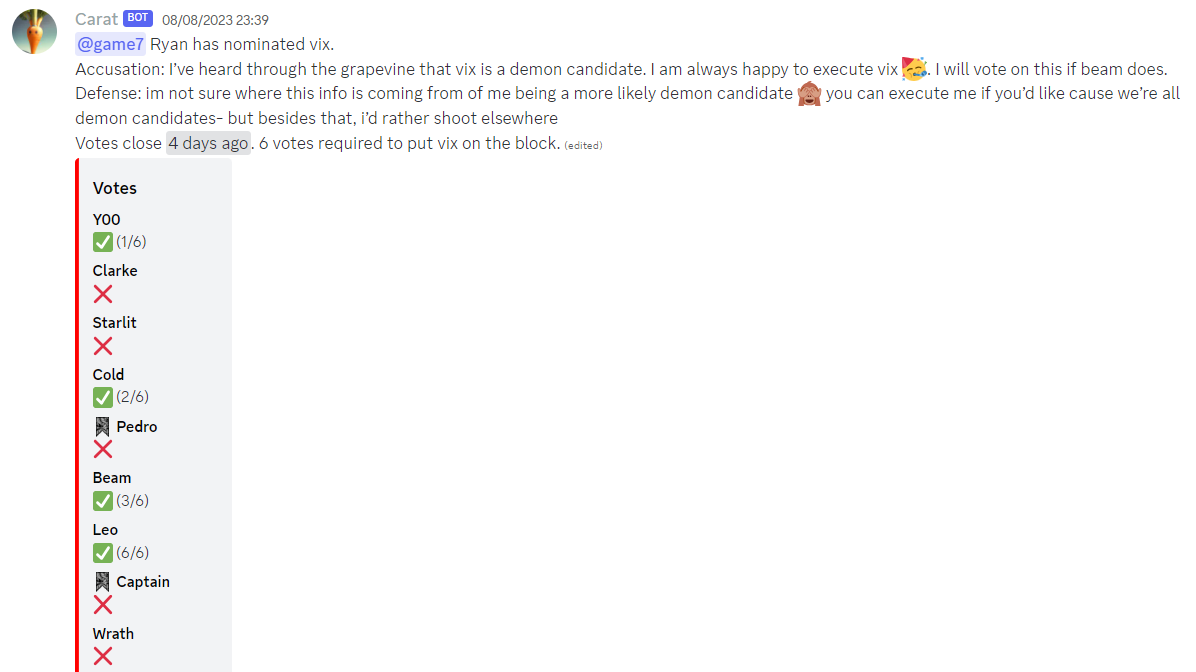 Carat BOT 08/08/2023 23:39
@game7 Ryan has nominated vix.
Accusation: I’ve heard through the grapevine that vix is a demon candidate. I am always happy to execute vix 🥳. I will vote on this if beam does.
Defense: im not sure where this info is coming from of me being a more likely demon candidate 🙈 you can execute me if you’d like cause we’re all
demon candidates- but besides that, i’d rather shoot elsewhere
Votes close 4 days ago. 6 votes required to put vix on the block. (edited)
Votes
Y00
✅ (1/6)
Clarke
❌
Starlit
❌
Cold
✅ (2/6)
Pedro
❌
Beam
✅ (3/6)
Leo
✅ (6/6)
Captain
❌
Wrath
❌